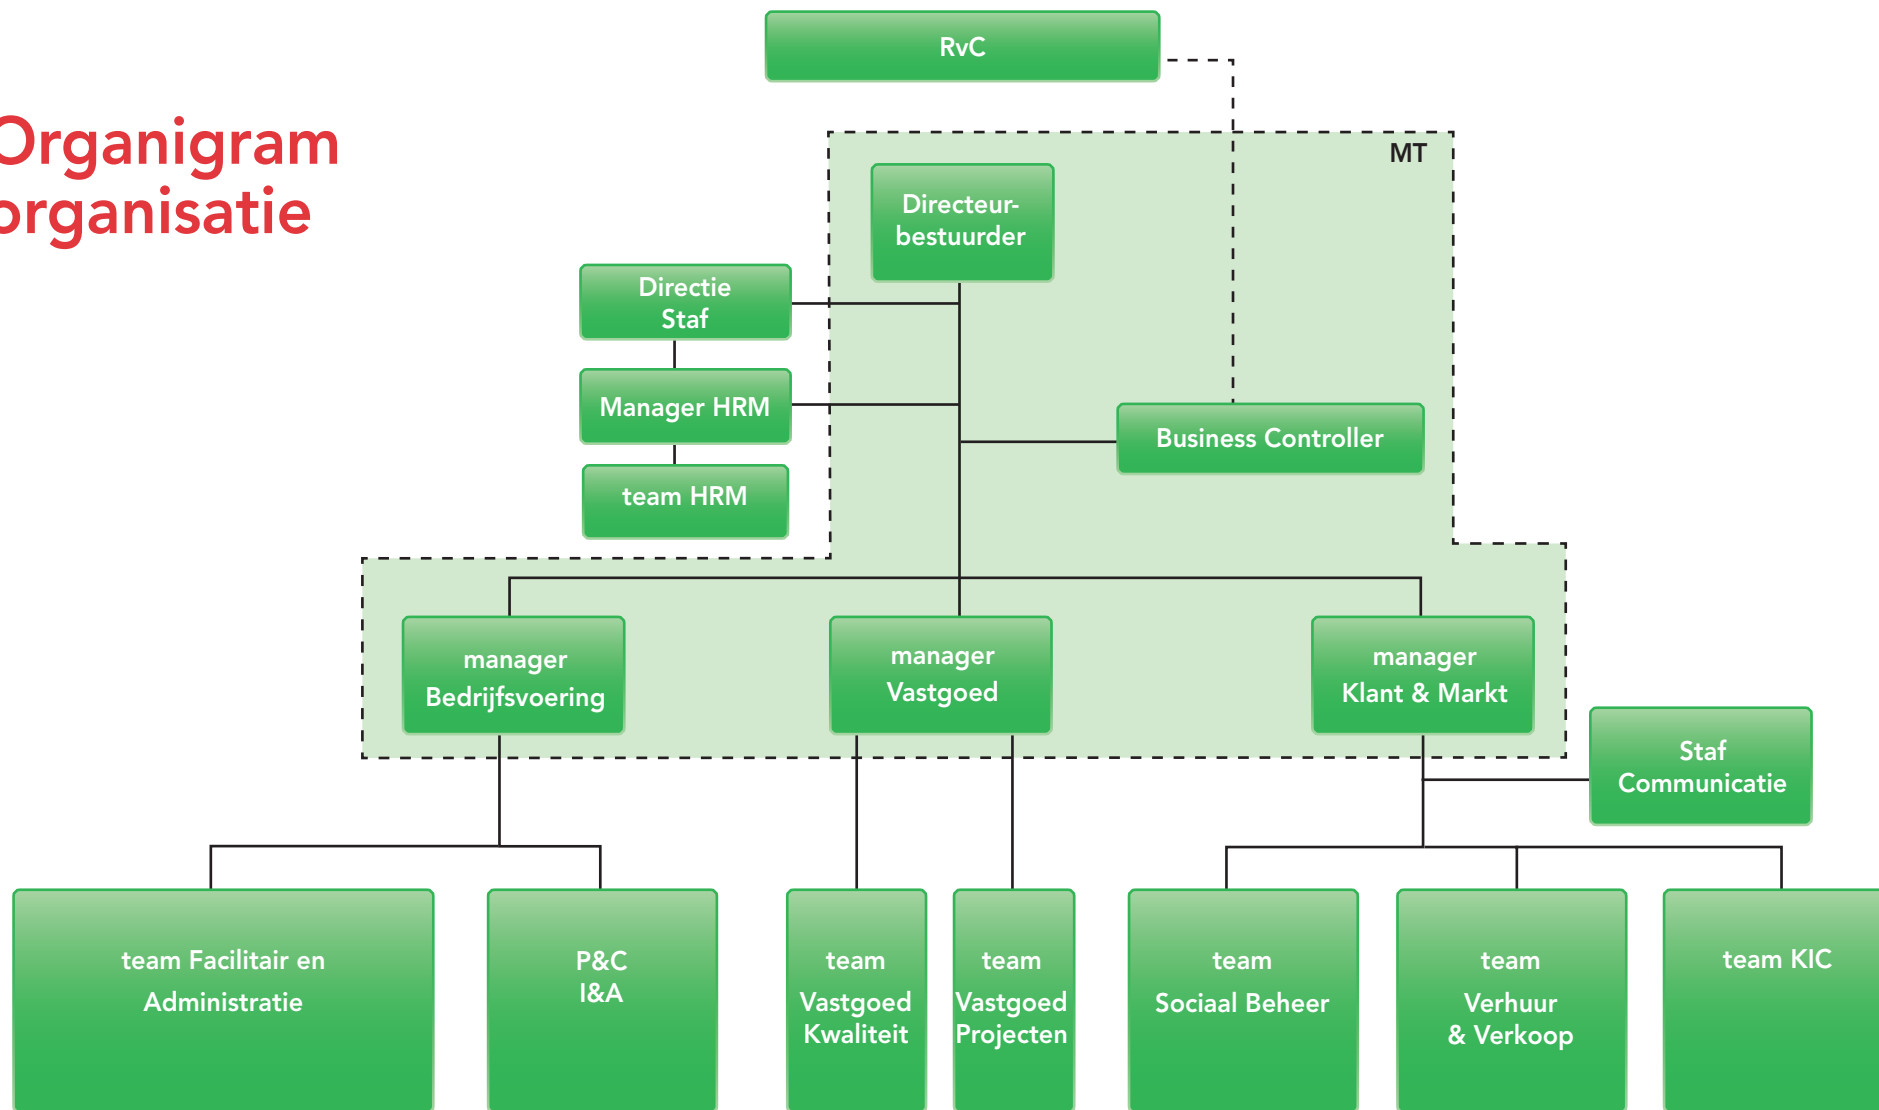 Organigram
organisatie
RvC
MT
Directeur-
bestuurder
Directie
Staf
Manager HRM
team HRM
Business Controller
manager
Bedrijfsvoering
manager
Vastgoed
manager
Klant & Markt
Staf
Communicatie
team Facilitair en
Administratie
P&C
I&A
team
Vastgoed
Kwaliteit
team
Vastgoed
Projecten
team
Sociaal Beheer
team
Verhuur
& Verkoop
team KIC